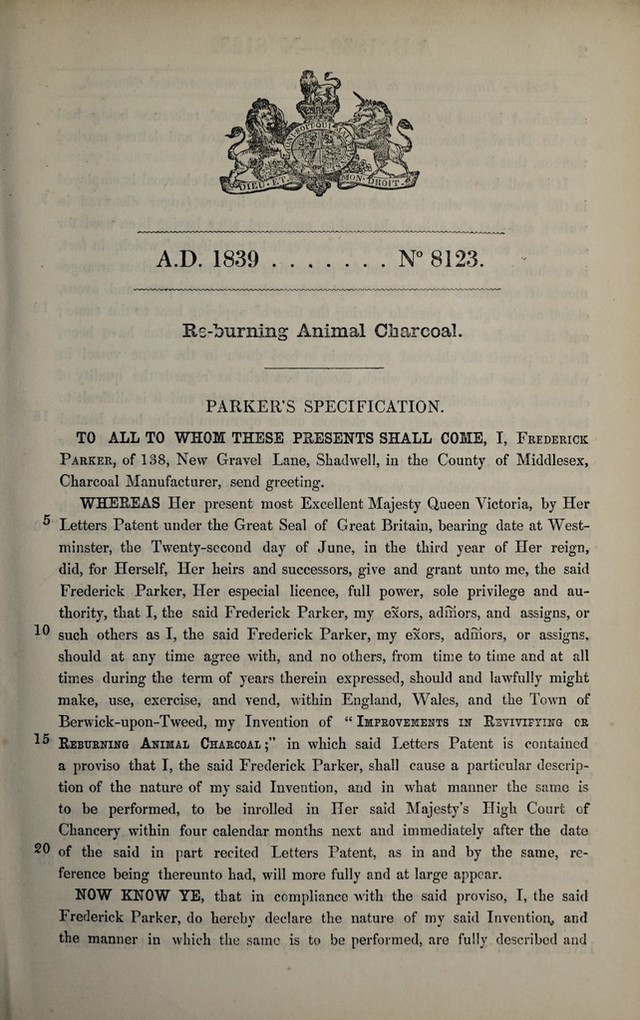 DIEU · ET · MON · DROIT ·
A.D. 1839 . . . . . . . Nº 8123.
Re-burning Animal Charcoal.
PARKER'S SPECIFICATION.
TO ALL TO WHOM THESE PRESENTS SHALL COME, I, FREDERICK
PARKER, of 138, New Gravel Lane, Shadwell, in the County of Middlesex,
Charcoal Manufacturer, send greeting.
WHEREAS Her present most Excellent Majesty Queen Victoria, by Her
5 Letters Patent under the Great Seal of Great Britain, bearing date at West-
minster, the Twenty-second day of June, in the third year of Her reign,
did, for Herself, Her heirs and successors, give and grant unto me, the said
Frederick Parker, Her especial licence, full power, sole privilege and au-
thority, that I, the said Frederick Parker, my exors, admors, and assigns, or
10 such others as I, the said Frederick Parker, my exors, admors, or assigns,
should at any time agree with, and no others, from time to time and at all
times during the term of years therein expressed, should and lawfully might
make, use, exercise, and vend, within England, Wales, and the Town of
Berwick-upon-Tweed, my Invention of " IMPROVEMENTS IN REVIVIFYING OR
15 REBURNING ANIMAL CHARCOAL;" in which said Letters Patent is contained
a proviso that I, the said Frederick Parker, shall cause a particular descrip-
tion of the nature of my said Invention, and in what manner the same is
to be performed, to be inrolled in Her said Majesty's High Court of
Chancery within four calendar months next and immediately after the date
20 of the said in part recited Letters Patent, as in and by the same, re-
ference being thereunto had, will more fully and at large appear.
NOW KNOW YE, that in compliance with the said proviso, I, the said
Frederick Parker, do hereby declare the nature of my said Invention, and
the manner in which the same is to be performed, are fully described and